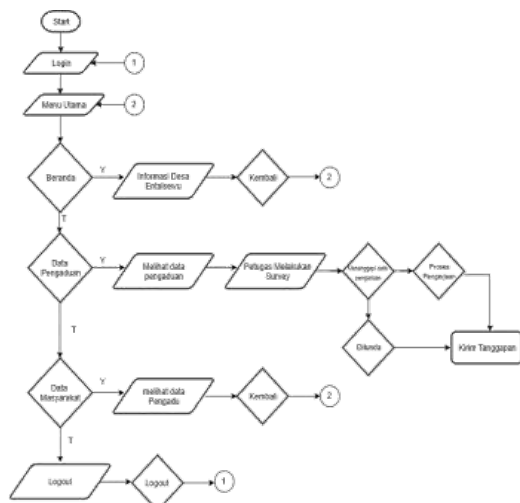 Start
Login
1
Menu Utama
2
Beranda
Y
Informasi Desa
Entalsewu
Kembali
2
T
Data
Pengaduan
Y
Melihat data
pengaduan
Petugas Melakukan
Survey
Proses
Pengerjaan
T
Ditunda
Kirim Tanggapan
Data
Masyarakat
Y
melihat data
Pengadu
Kembali
2
T
Logout
Logout
1